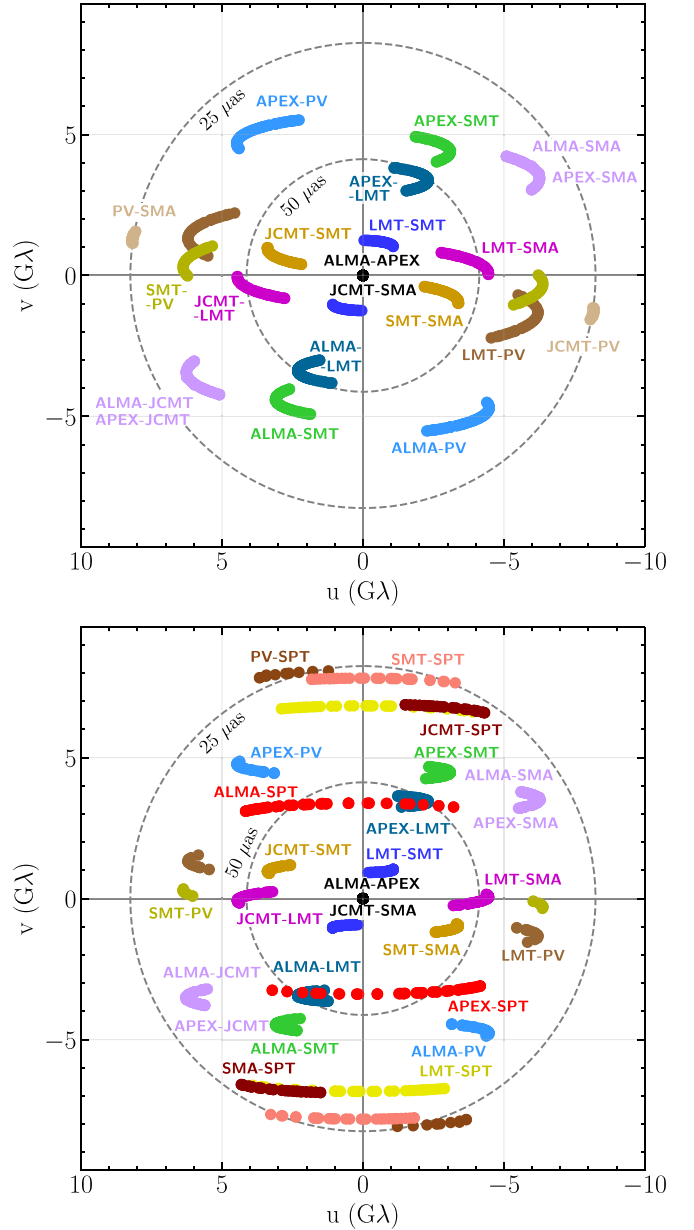 APEX-PV
25 μas
APEX-SMT
ALMA-SMA
APEX-SMA
5
APEX-
-LMT
50 μas
PV-SMA
JCMT-SMT
LMT-SMT
LMT-SMA
ALMA-APEX
v (Gλ)
0
JCMT-SMA
SMT-
-PV
JCMT-
-LMT
SMT-SMA
LMT-PV
JCMT-PV
ALMA-
-LMT
ALMA-JCMT
APEX-JCMT
−5
ALMA-SMT
ALMA-PV
10
5
0
−5
−10
u (Gλ)
PV-SPT
SMT-SPT
25 μas
JCMT-SPT
5
APEX-PV
APEX-SMT
ALMA-SMA
ALMA-SPT
APEX-SMA
APEX-LMT
50 μas
JCMT-SMT
LMT-SMT
ALMA-APEX
LMT-SMA
v (Gλ)
0
SMT-PV
JCMT-LMT
JCMT-SMA
SMT-SMA
LMT-PV
ALMA-JCMT
ALMA-LMT
APEX-JCMT
APEX-SPT
−5
ALMA-SMT
ALMA-PV
SMA-SPT
LMT-SPT
10
5
0
−5
−10
u (Gλ)